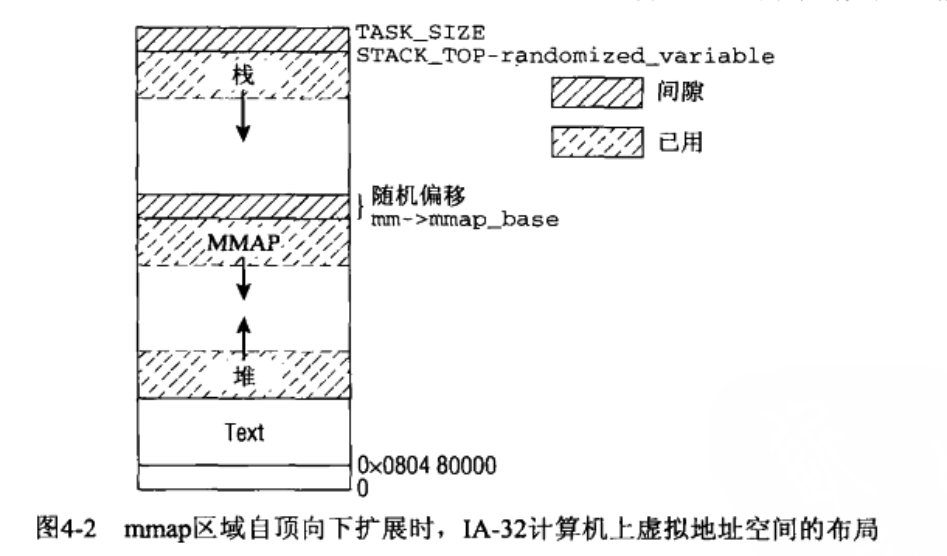 TASK_SIZE
STACK_TOP-randomized_variable
栈
间隙
已用
随机偏移
mm->mmap_base
MMAP
堆
Text
0×0804 80000
0
图4-2 mmap区域自顶向下扩展时，IA-32计算机上虚拟地址空间的布局